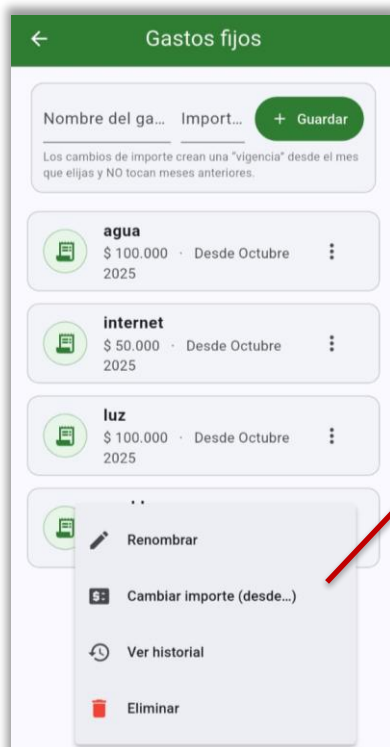 Gastos fijos
Nombre del ga... Import... + Guardar
Los cambios de importe crean una "vigencia" desde el mes
que elijas y NO tocan meses anteriores.
agua
$ 100.000 · Desde Octubre
2025
internet
$ 50.000 · Desde Octubre
2025
luz
$ 100.000 · Desde Octubre
2025
Renombrar
Cambiar importe (desde...)
Ver historial
Eliminar